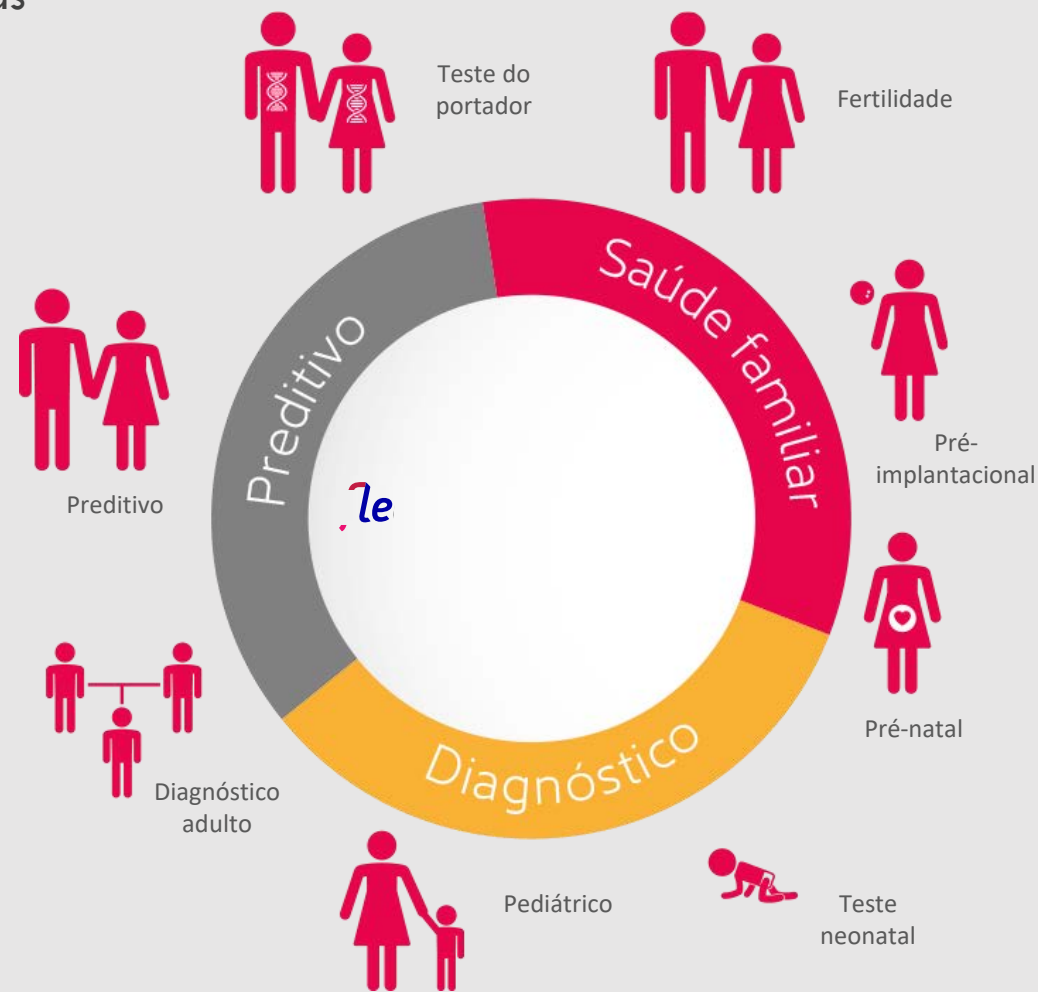 Teste do
portador
Fertilidade
Saúde familiar
Preditivo
Pré-
implantacional
Preditivo
Pré-natal
Diagnóstico
Diagnóstico
adulto
Pediátrico
Teste
neonatal